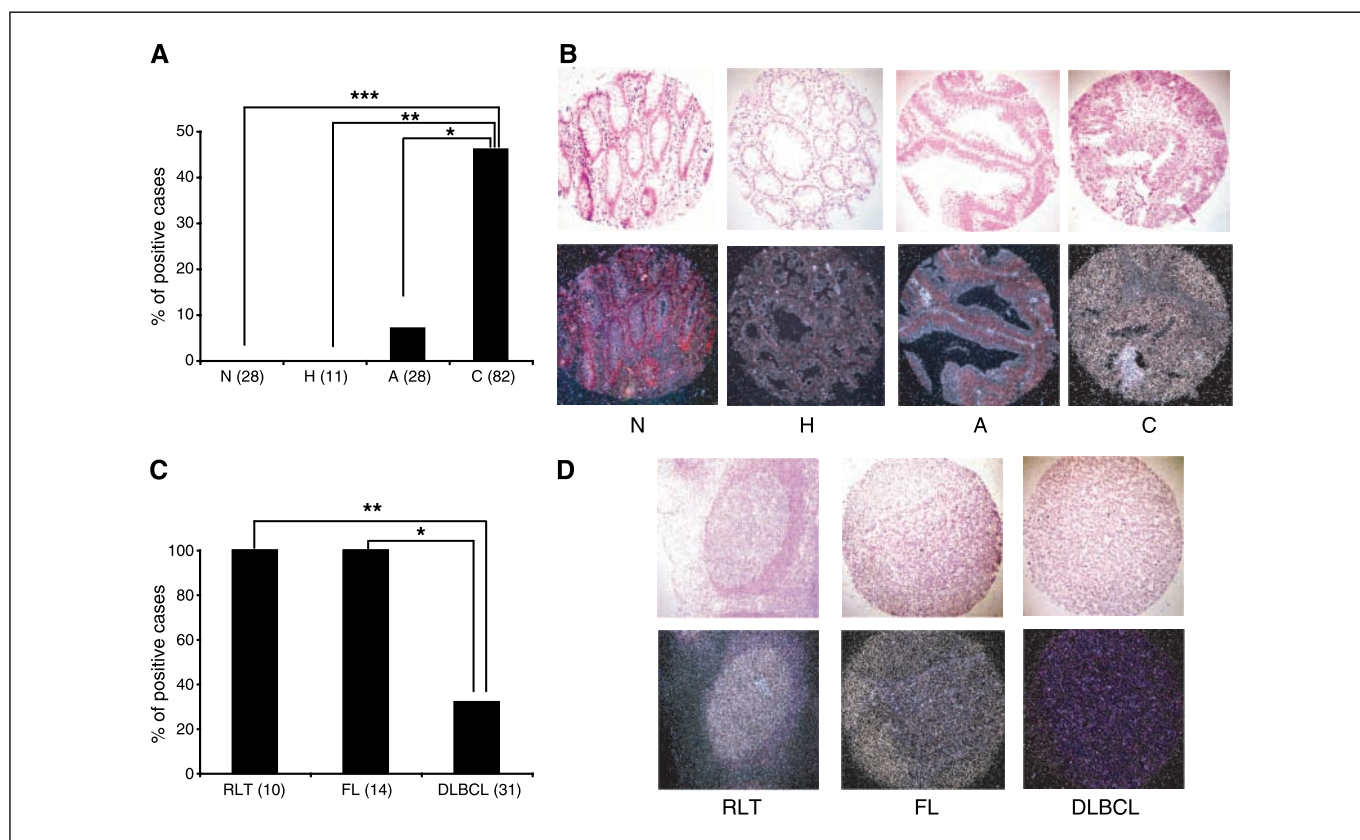 A
***
**
*
50
40
30
20
10
0
% of positive cases
N (28) H (11) A (28) C (82)
B
N H A C
C
**
*
100
80
60
40
20
0
% of positive cases
RLT (10) FL (14) DLBCL (31)
D
RLT FL DLBCL